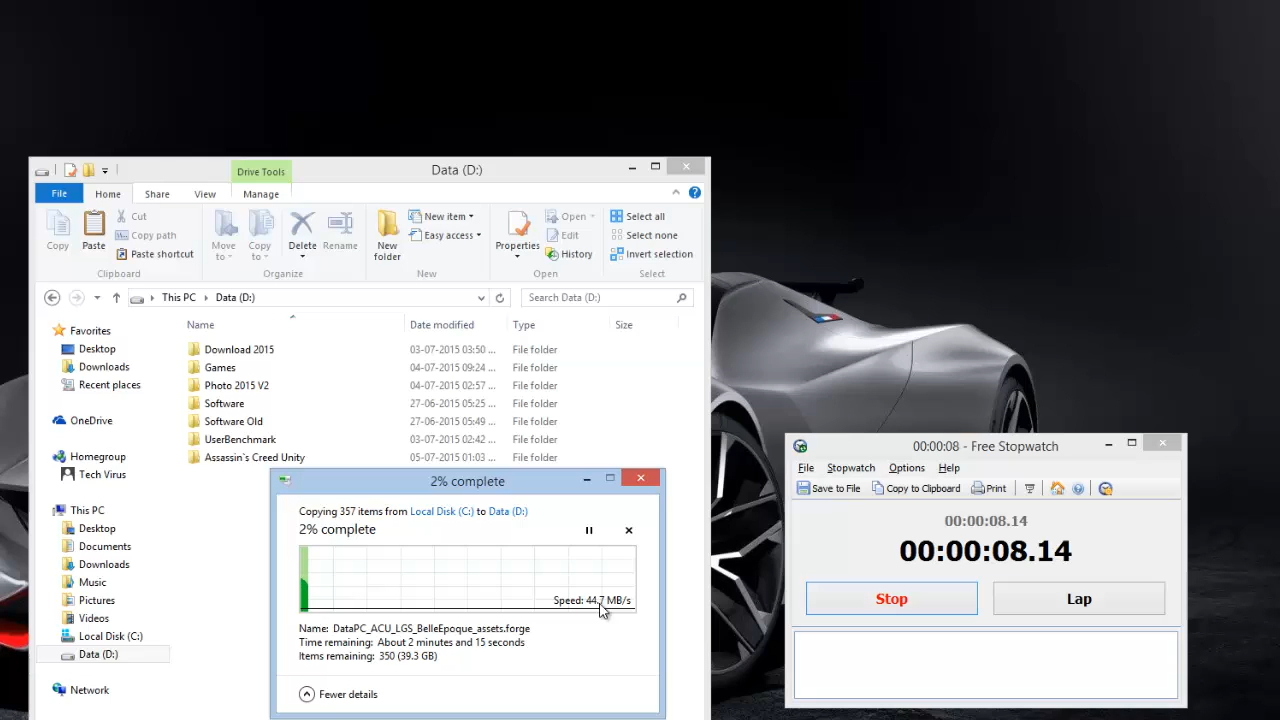 Drive Tools
Data (D:)
File
Home
Share
View
Manage
Copy
Paste
Cut
Copy path
Paste shortcut
Clipboard
Move to
Copy to
Delete
Rename
Organize
New folder
New item
Easy access
New
Properties
Open
Edit
History
Open
Select all
Select none
Invert selection
Select
This PC
Data (D:)
Search Data (D:)
Name
Date modified
Type
Size
Download 2015 03-07-2015 03:50 ... File folder
Games 04-07-2015 09:24 ... File folder
Photo 2015 V2 04-07-2015 02:57 ... File folder
Software 27-06-2015 05:25 ... File folder
Software Old 27-06-2015 05:49 ... File folder
UserBenchmark 03-07-2015 02:42 ... File folder
Assassin`s Creed Unity 05-07-2015 01:03 ... File folder
Favorites
Desktop
Downloads
Recent places
OneDrive
Homegroup
Tech Virus
This PC
Desktop
Documents
Downloads
Music
Pictures
Videos
Local Disk (C:)
Data (D:)
Network
2% complete
Copying 357 items from Local Disk (C:) to Data (D:)
2% complete
Speed: 44.7 MB/s
Name: DataPC_ACU_LGS_BelleEpoque_assets.forge
Time remaining: About 2 minutes and 15 seconds
Items remaining: 350 (39.3 GB)
Fewer details
00:00:08 - Free Stopwatch
File
Stopwatch
Options
Help
Save to File
Copy to Clipboard
Print
00:00:08.14
00:00:08.14
Stop
Lap